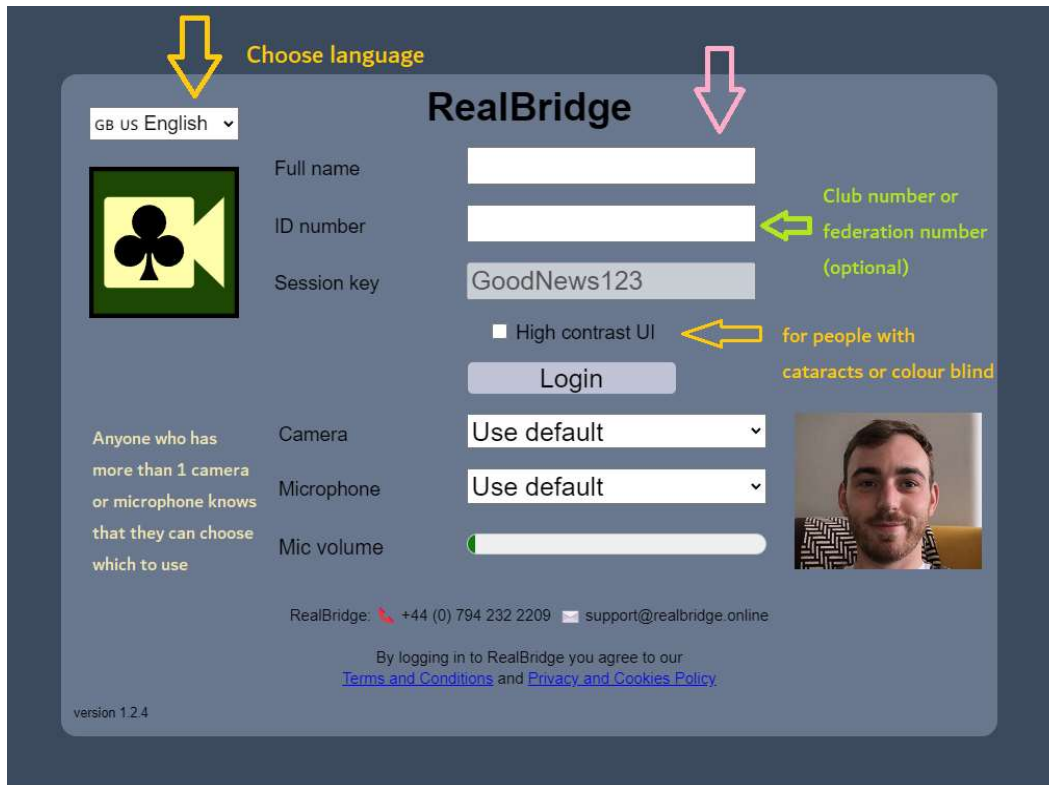 Choose language
RealBridge
GB US English
Full name
ID number
Club number or
federation number
(optional)
Session key
GoodNews123
High contrast UI
for people with
cataracts or colour blind
Login
Anyone who has
more than 1 camera
or microphone knows
that they can choose
which to use
Camera
Use default
Microphone
Use default
Mic volume
RealBridge: +44 (0) 794 232 2209 support@realbridge.online
By logging in to RealBridge you agree to our
Terms and Conditions and Privacy and Cookies Policy
version 1.2.4